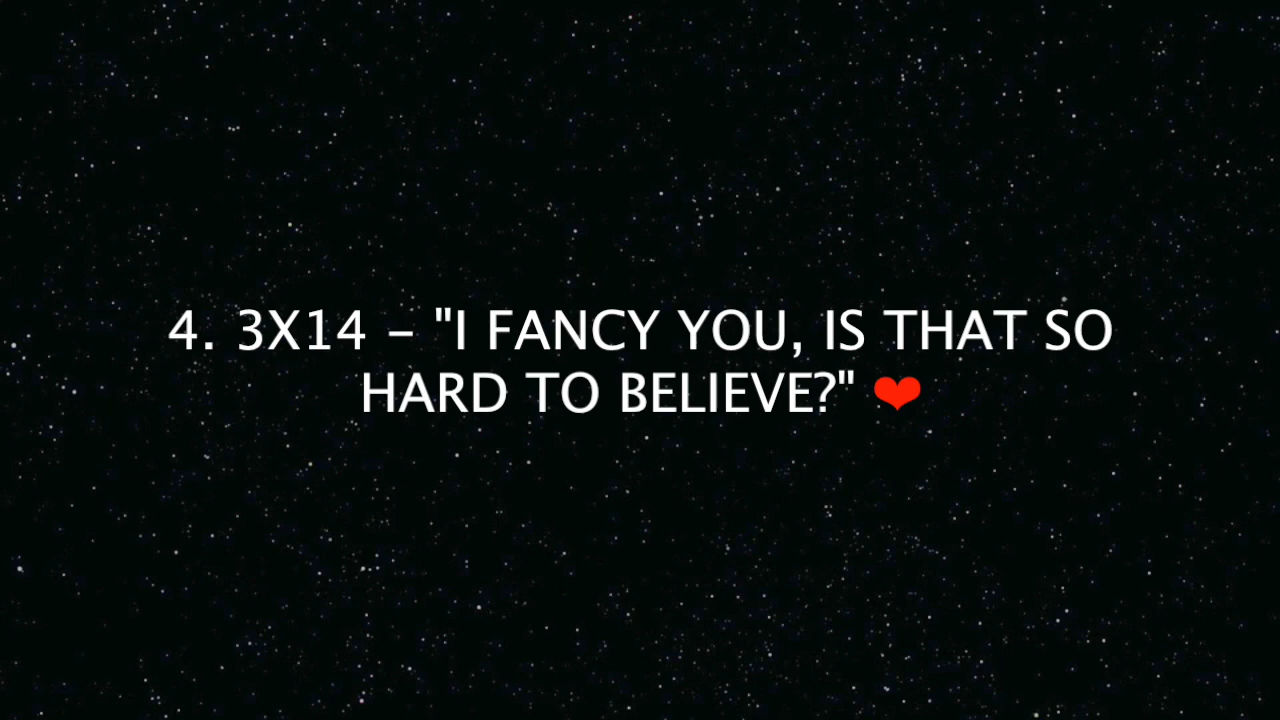 4. 3X14 – "I FANCY YOU, IS THAT SO
HARD TO BELIEVE?" ❤